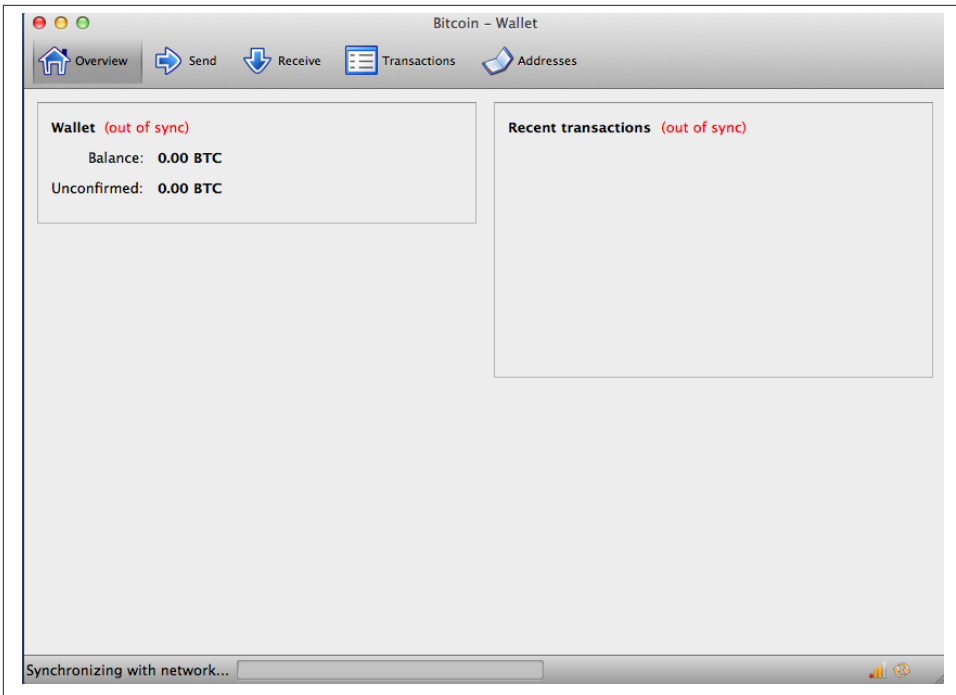 Bitcoin – Wallet
Overview Send Receive Transactions Addresses
Wallet (out of sync)
Balance: 0.00 BTC
Unconfirmed: 0.00 BTC
Recent transactions (out of sync)
Synchronizing with network...